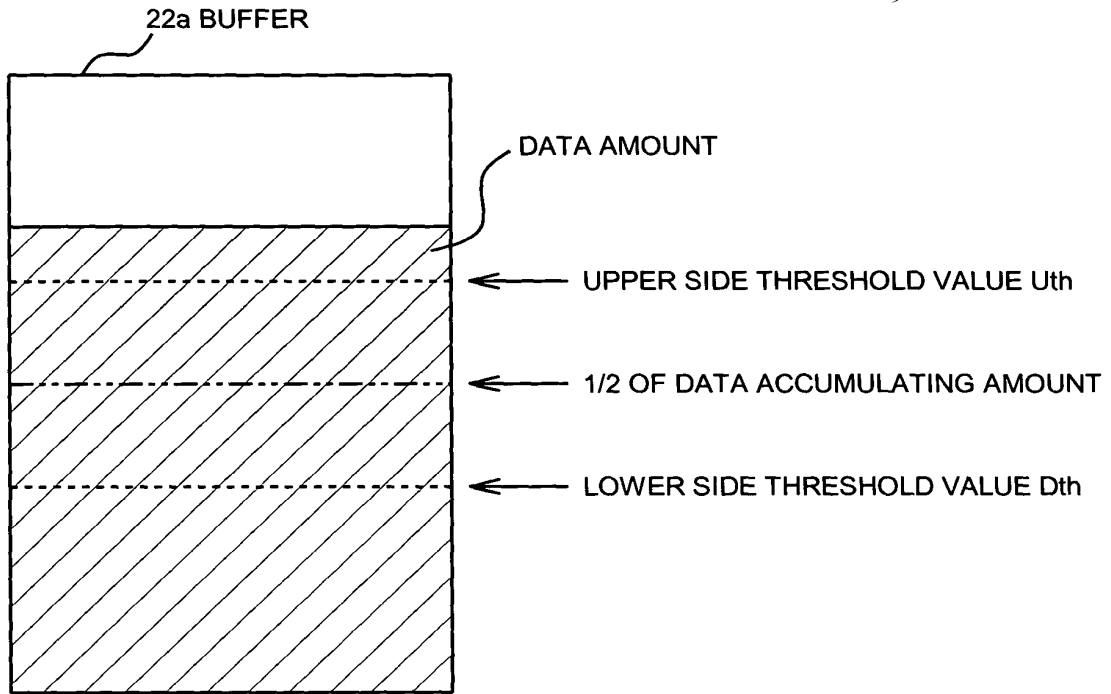 22a BUFFER
DATA AMOUNT
UPPER SIDE THRESHOLD VALUE Uth
1/2 OF DATA ACCUMULATING AMOUNT
LOWER SIDE THRESHOLD VALUE Dth